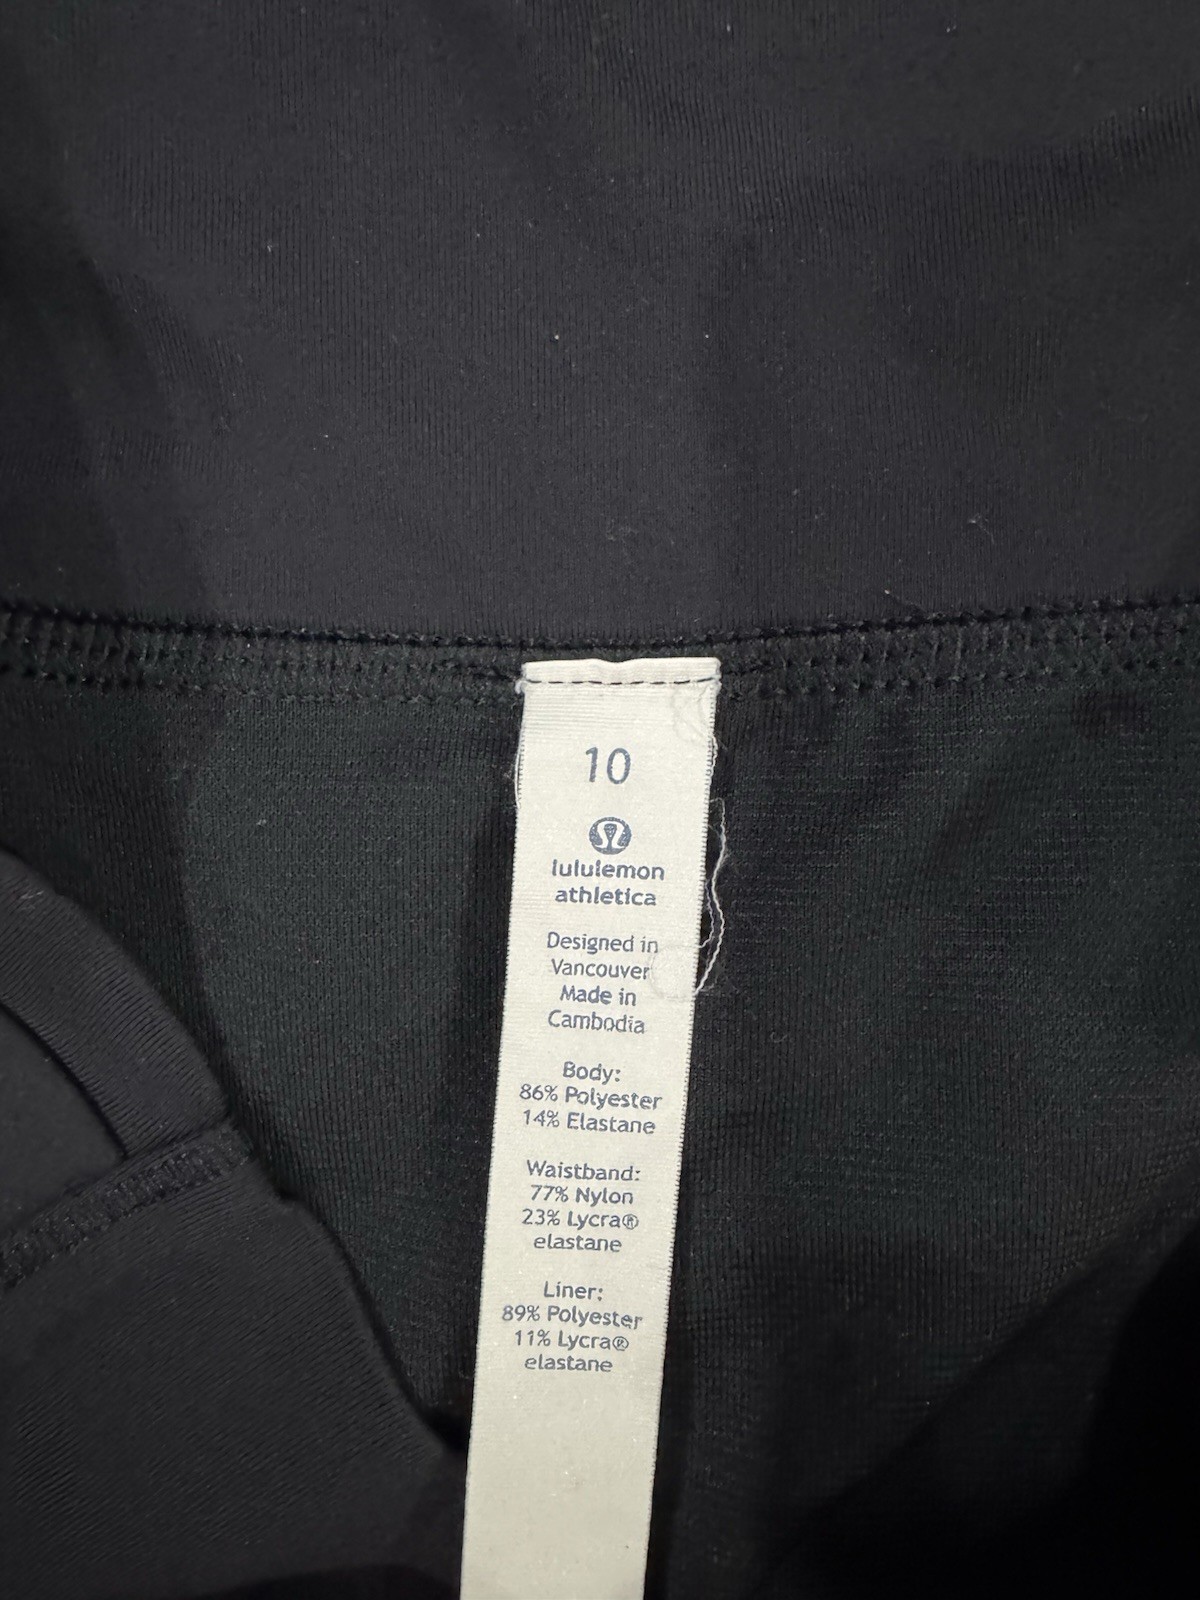 10
lululemon
athletica
Designed in
Vancouver
Made in
Cambodia
Body:
86% Polyester
14% Elastane
Waistband:
77% Nylon
23% Lycra®
elastane
Liner:
89% Polyester
11% Lycra®
elastane